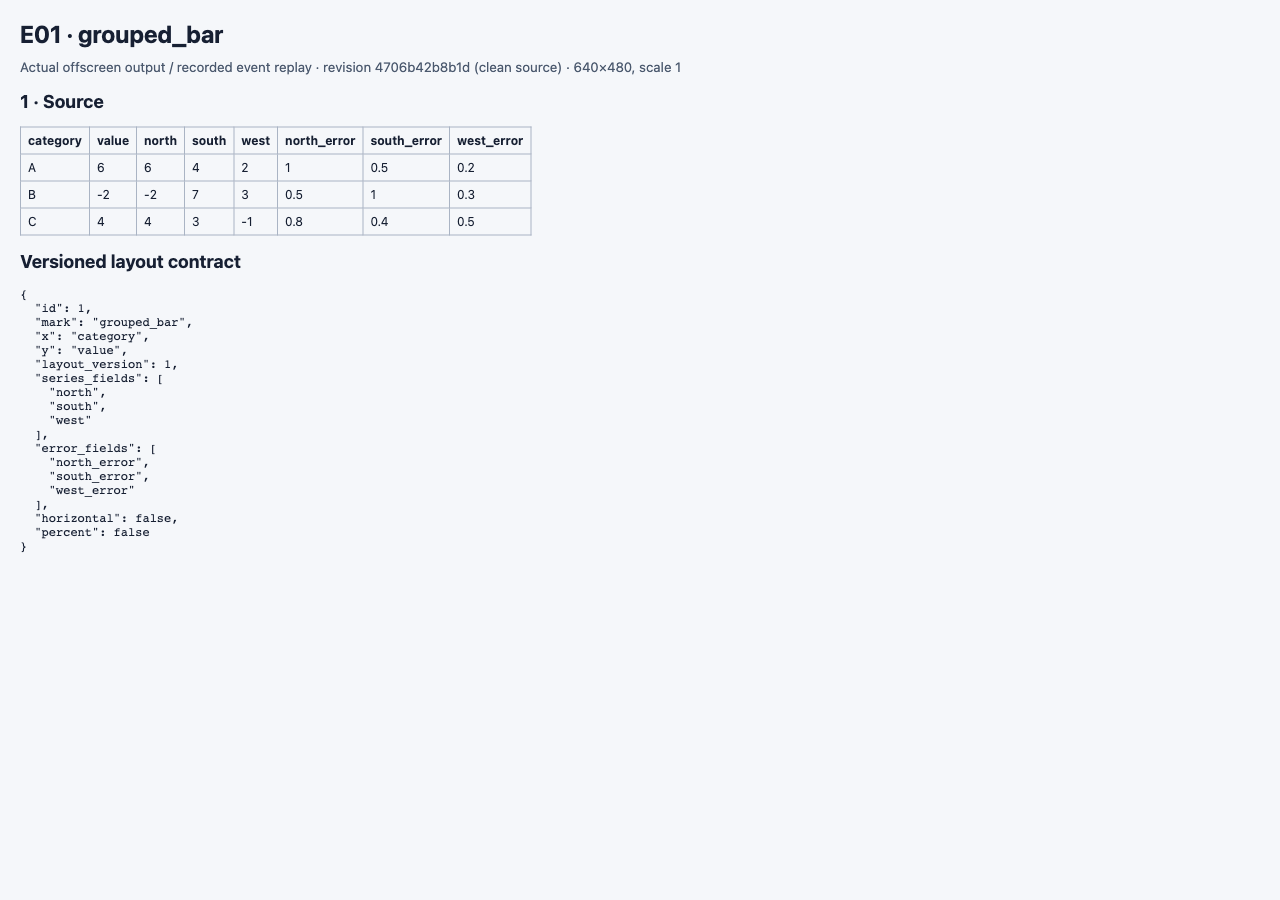 E01 · grouped_bar
Actual offscreen output / recorded event replay · revision 4706b42b8b1d (clean source) · 640×480, scale 1
1 · Source
category value north south west north_error south_error west_error
A 6 6 4 2 1 0.5 0.2
B -2 -2 7 3 0.5 1 0.3
C 4 4 3 -1 0.8 0.4 0.5
Versioned layout contract
{
  "id": 1,
  "mark": "grouped_bar",
  "x": "category",
  "y": "value",
  "layout_version": 1,
  "series_fields": [
    "north",
    "south",
    "west"
  ],
  "error_fields": [
    "north_error",
    "south_error",
    "west_error"
  ],
  "horizontal": false,
  "percent": false
}